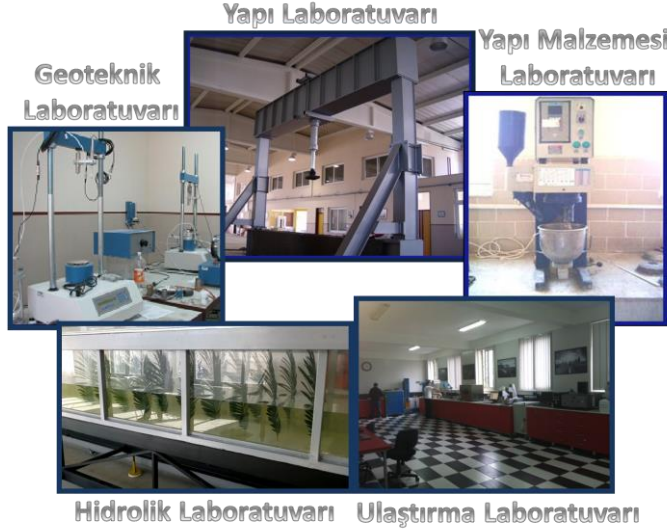 Yapı Laboratuvarı
Yapı Malzemesi
Laboratuvarı
Geoteknik
Laboratuvarı
Hidrolik Laboratuvarı
Ulaştırma Laboratuvarı